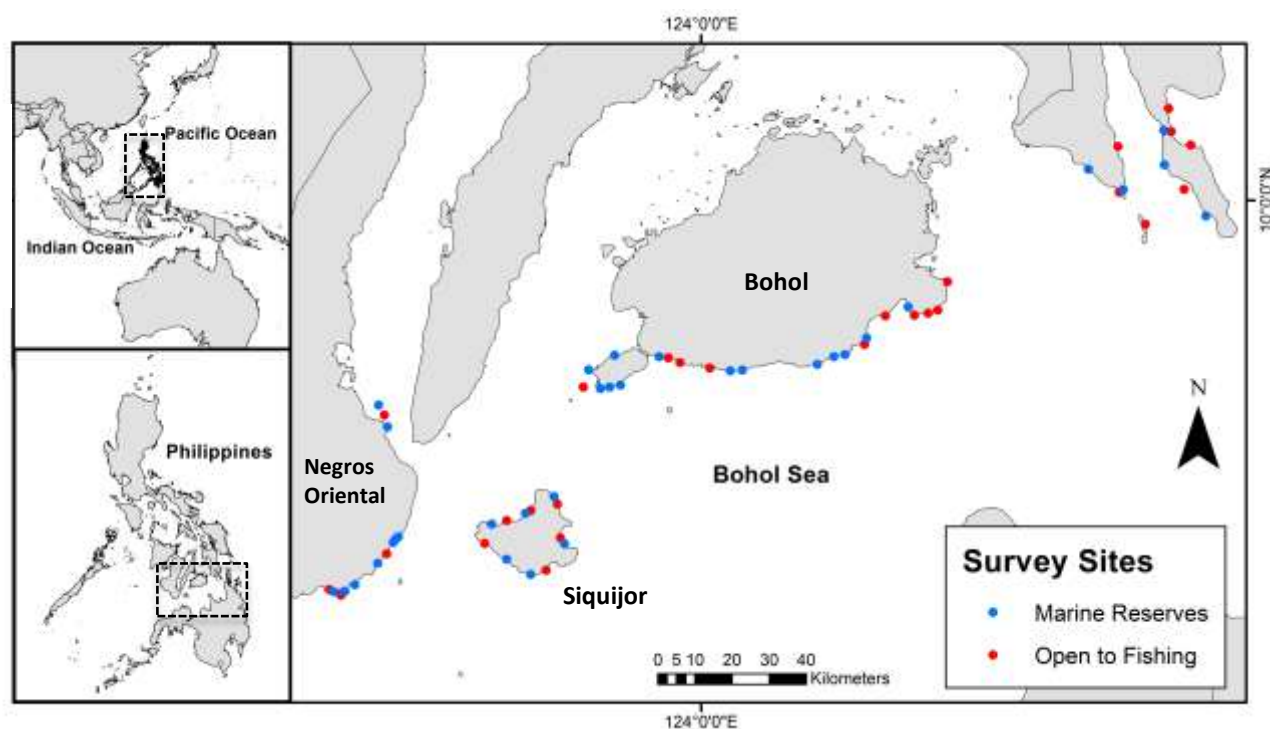 124°0'0"E
Pacific Ocean
Indian Ocean
Philippines
Bohol
10°0'0"N
N
Negros
Oriental
Bohol Sea
Siquijor
Survey Sites
Marine Reserves
Open to Fishing
0 5 10 20 30 40
Kilometers
124°0'0"E